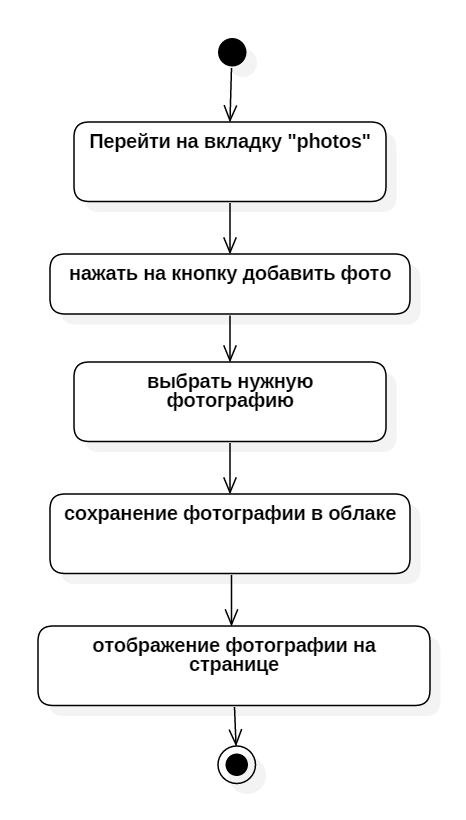 Перейти на вкладку "photos"
нажать на кнопку добавить фото
выбрать нужную
фотографию
сохранение фотографии в облаке
отображение фотографии на
странице